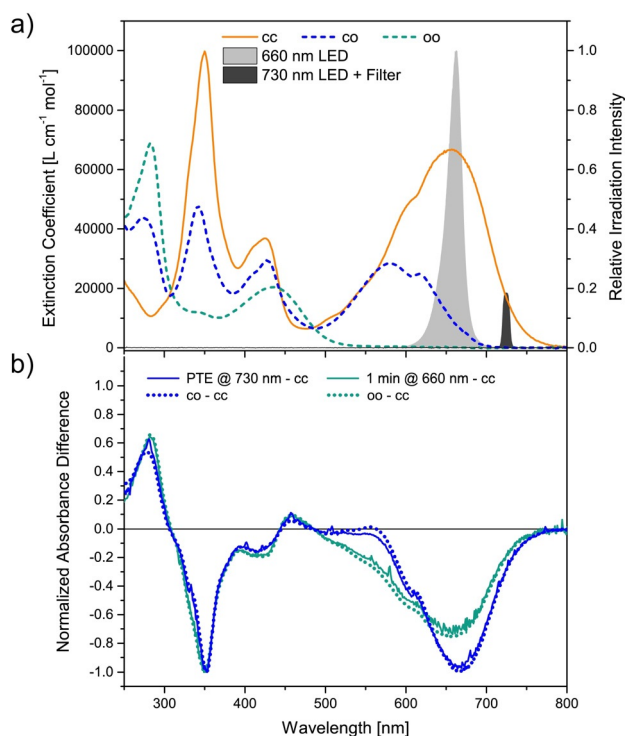 a)
cc co oo
660 nm LED
730 nm LED + Filter
Extinction Coefficient [L cm⁻¹ mol⁻¹]
100000
80000
60000
40000
20000
0
Relative Irradiation Intensity
1.0
0.8
0.6
0.4
0.2
0.0
b)
PTE @ 730 nm - cc 1 min @ 660 nm - cc
co - cc oo - cc
Normalized Absorbance Difference
1.0
0.8
0.6
0.4
0.2
0.0
-0.2
-0.4
-0.6
-0.8
-1.0
300 400 500 600 700 800
Wavelength [nm]